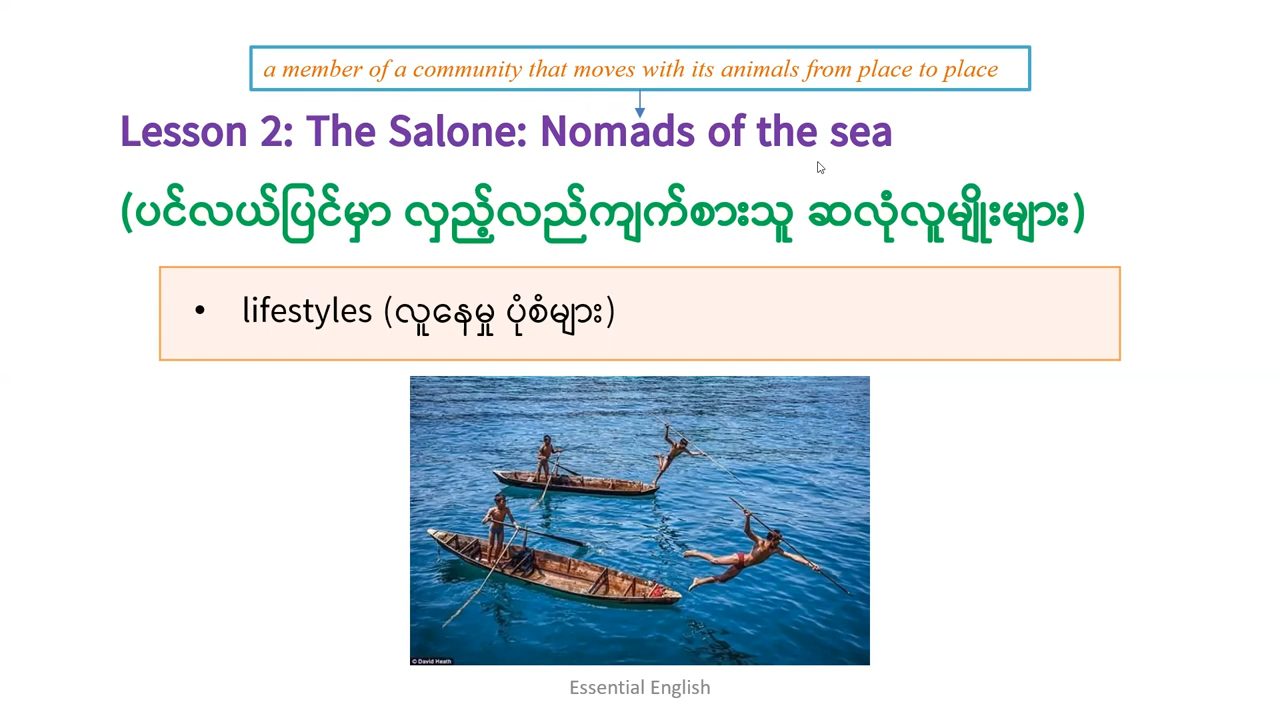 a member of a community that moves with its animals from place to place
Lesson 2: The Salone: Nomads of the sea
(ပင်လယ်ပြင်မှာ လှည့်လည်ကျက်စားသူ ဆလုံလူမျိုးများ)
• lifestyles (လူနေမှု ပုံစံများ)
© David Heath
Essential English